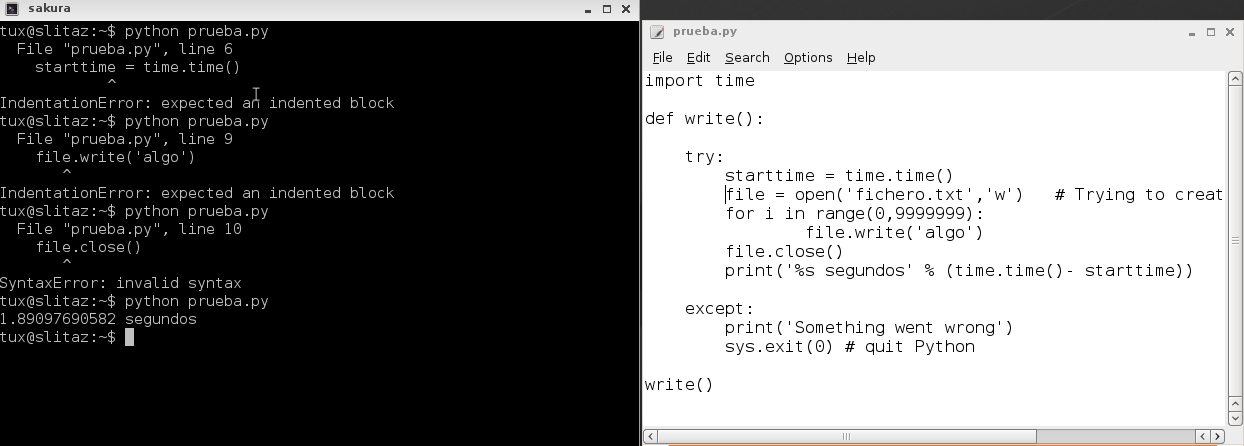 sakura
tux@slitaz:~$ python prueba.py
  File "prueba.py", line 6
    starttime = time.time()
            ^
IndentationError: expected an indented block
tux@slitaz:~$ python prueba.py
  File "prueba.py", line 9
    file.write('algo')
       ^
IndentationError: expected an indented block
tux@slitaz:~$ python prueba.py
  File "prueba.py", line 10
    file.close()
       ^
SyntaxError: invalid syntax
tux@slitaz:~$ python prueba.py
1.89097690582 segundos
tux@slitaz:~$
prueba.py
File Edit Search Options Help
import time
def write():
    try:
        starttime = time.time()
        file = open('fichero.txt','w')   # Trying to creat
        for i in range(0,9999999):
                file.write('algo')
        file.close()
        print('%s segundos' % (time.time()- starttime))
    except:
        print('Something went wrong')
        sys.exit(0) # quit Python
write()